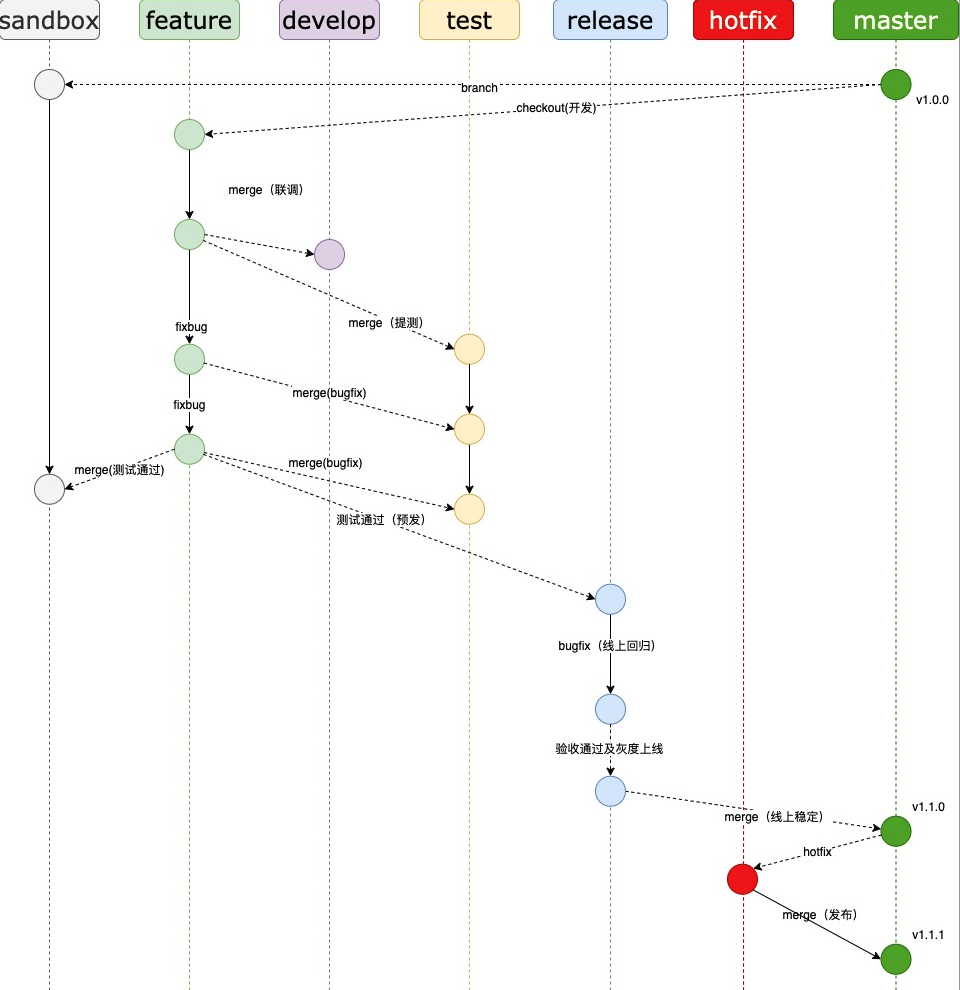 sandbox
feature
develop
test
release
hotfix
master
branch
v1.0.0
checkout(开发)
merge（联调）
merge（提测）
fixbug
merge(bugfix)
fixbug
merge(bugfix)
merge(测试通过)
测试通过（预发）
bugfix（线上回归）
验收通过及灰度上线
v1.1.0
merge（线上稳定）
hotfix
merge（发布）
v1.1.1